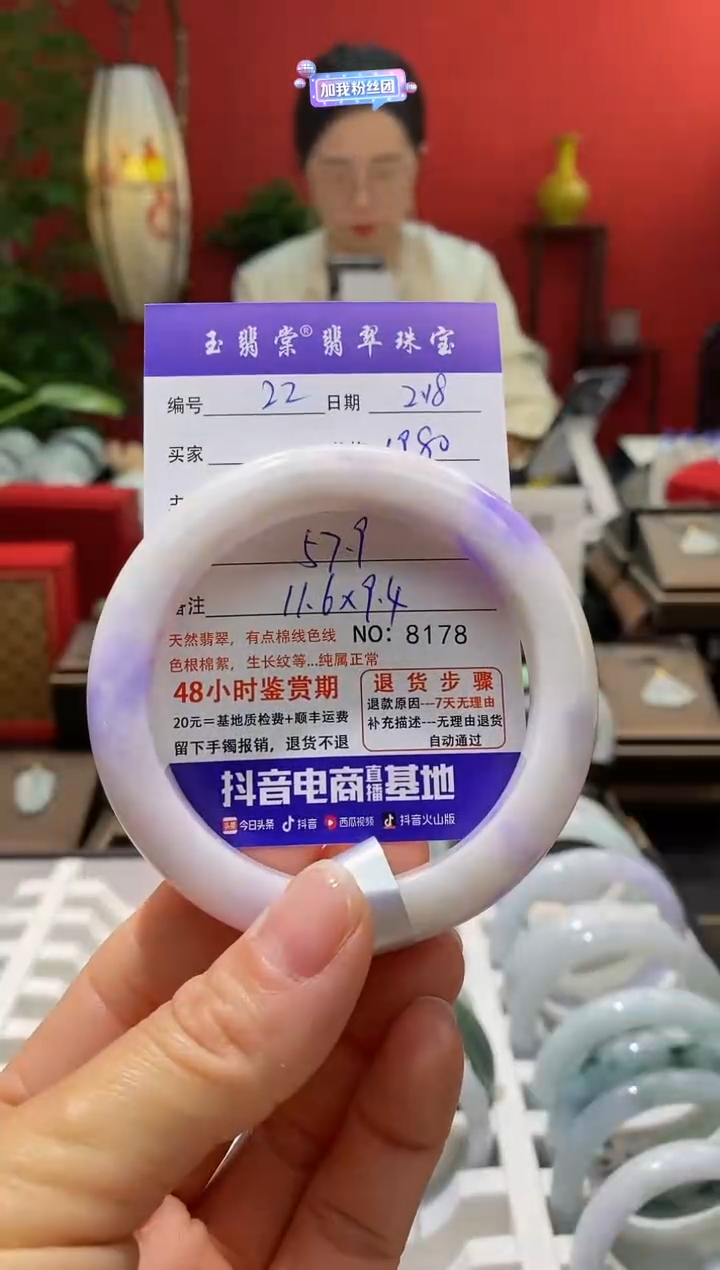 加我粉丝团
玉翡棠®翡翠珠宝
编号 22 日期 218
买家 1980
57.9
备注 11.6×9.4
天然翡翠，有点棉线色线 NO: 8178
色根棉絮，生长纹等...纯属正常
48小时鉴赏期
20元=基地质检费+顺丰运费
留下手镯报销，退货不退
退货步骤
退款原因---7天无理由
补充描述---无理由退货
自动通过
抖音电商直播基地
头条 今日头条 抖音 西瓜视频 抖音火山版